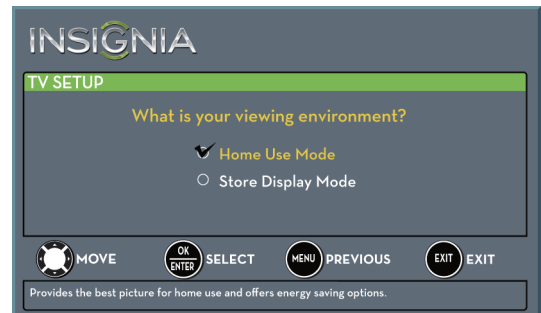 INSIGNIA
TV SETUP
What is your viewing environment?
Home Use Mode
Store Display Mode
MOVE OK ENTER SELECT MENU PREVIOUS EXIT EXIT
Provides the best picture for home use and offers energy saving options.